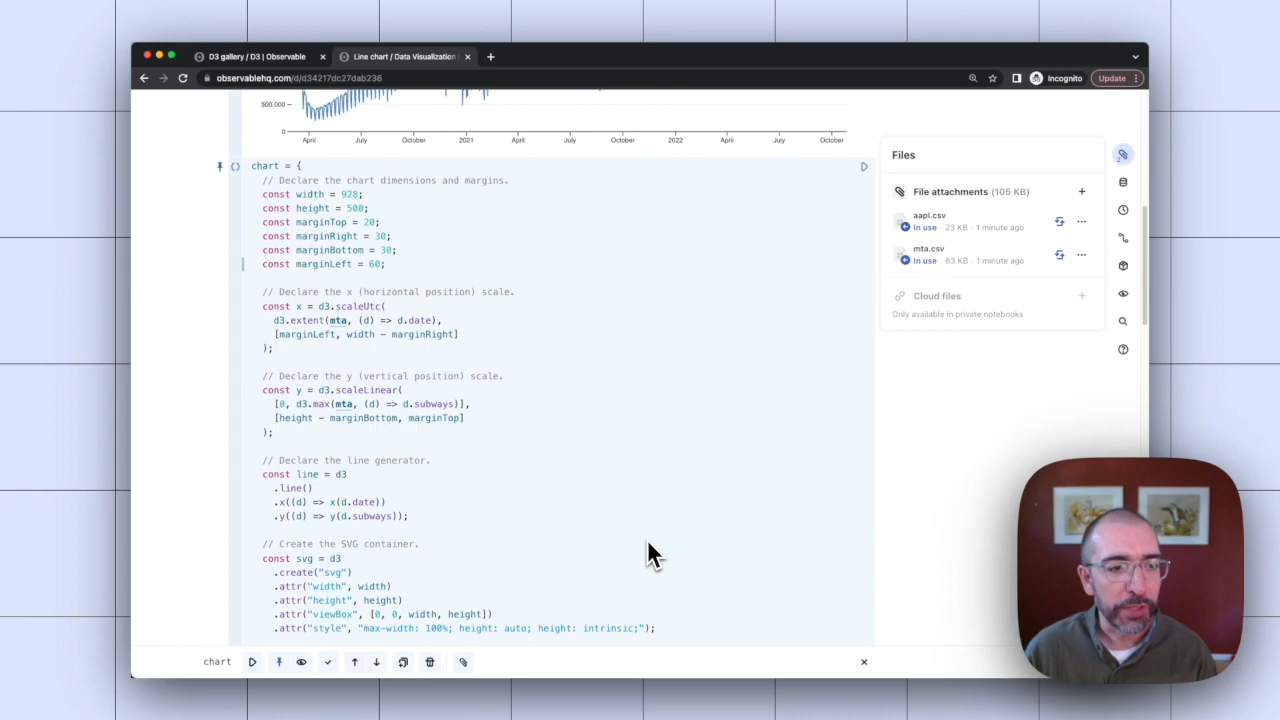 D3 gallery / D3 | Observable
Line chart / Data Visualization
observablehq.com/d/d34217dc27dab236
Incognito
Update
500,000
0
April July October 2021 April July October 2022 April July October
chart = {
// Declare the chart dimensions and margins.
const width = 928;
const height = 500;
const marginTop = 20;
const marginRight = 30;
const marginBottom = 30;
const marginLeft = 60;
// Declare the x (horizontal position) scale.
const x = d3.scaleUtc(
d3.extent(mta, (d) => d.date),
[marginLeft, width - marginRight]
);
// Declare the y (vertical position) scale.
const y = d3.scaleLinear(
[0, d3.max(mta, (d) => d.subways)],
[height - marginBottom, marginTop]
);
// Declare the line generator.
const line = d3
.line()
.x((d) => x(d.date))
.y((d) => y(d.subways));
// Create the SVG container.
const svg = d3
.create("svg")
.attr("width", width)
.attr("height", height)
.attr("viewBox", [0, 0, width, height])
.attr("style", "max-width: 100%; height: auto; height: intrinsic;");
chart
Files
File attachments (105 KB)
aapl.csv
In use · 23 KB · 1 minute ago
mta.csv
In use · 83 KB · 1 minute ago
Cloud files
Only available in private notebooks